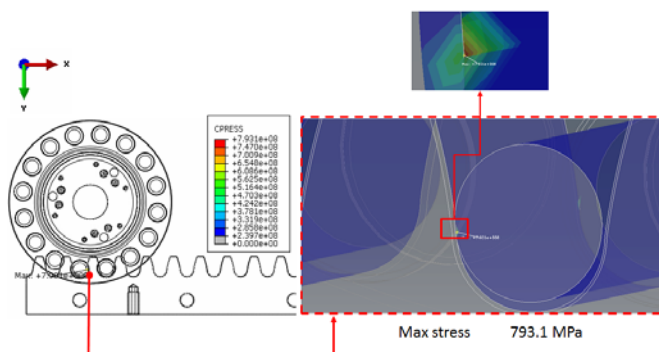 X
Y
CPRESS
+7.931e+08
+7.470e+08
+7.009e+08
+6.548e+08
+6.086e+08
+5.625e+08
+5.164e+08
+4.703e+08
+4.242e+08
+3.781e+08
+3.319e+08
+2.858e+08
+2.397e+08
+0.000e+00
Max stress 793.1 MPa